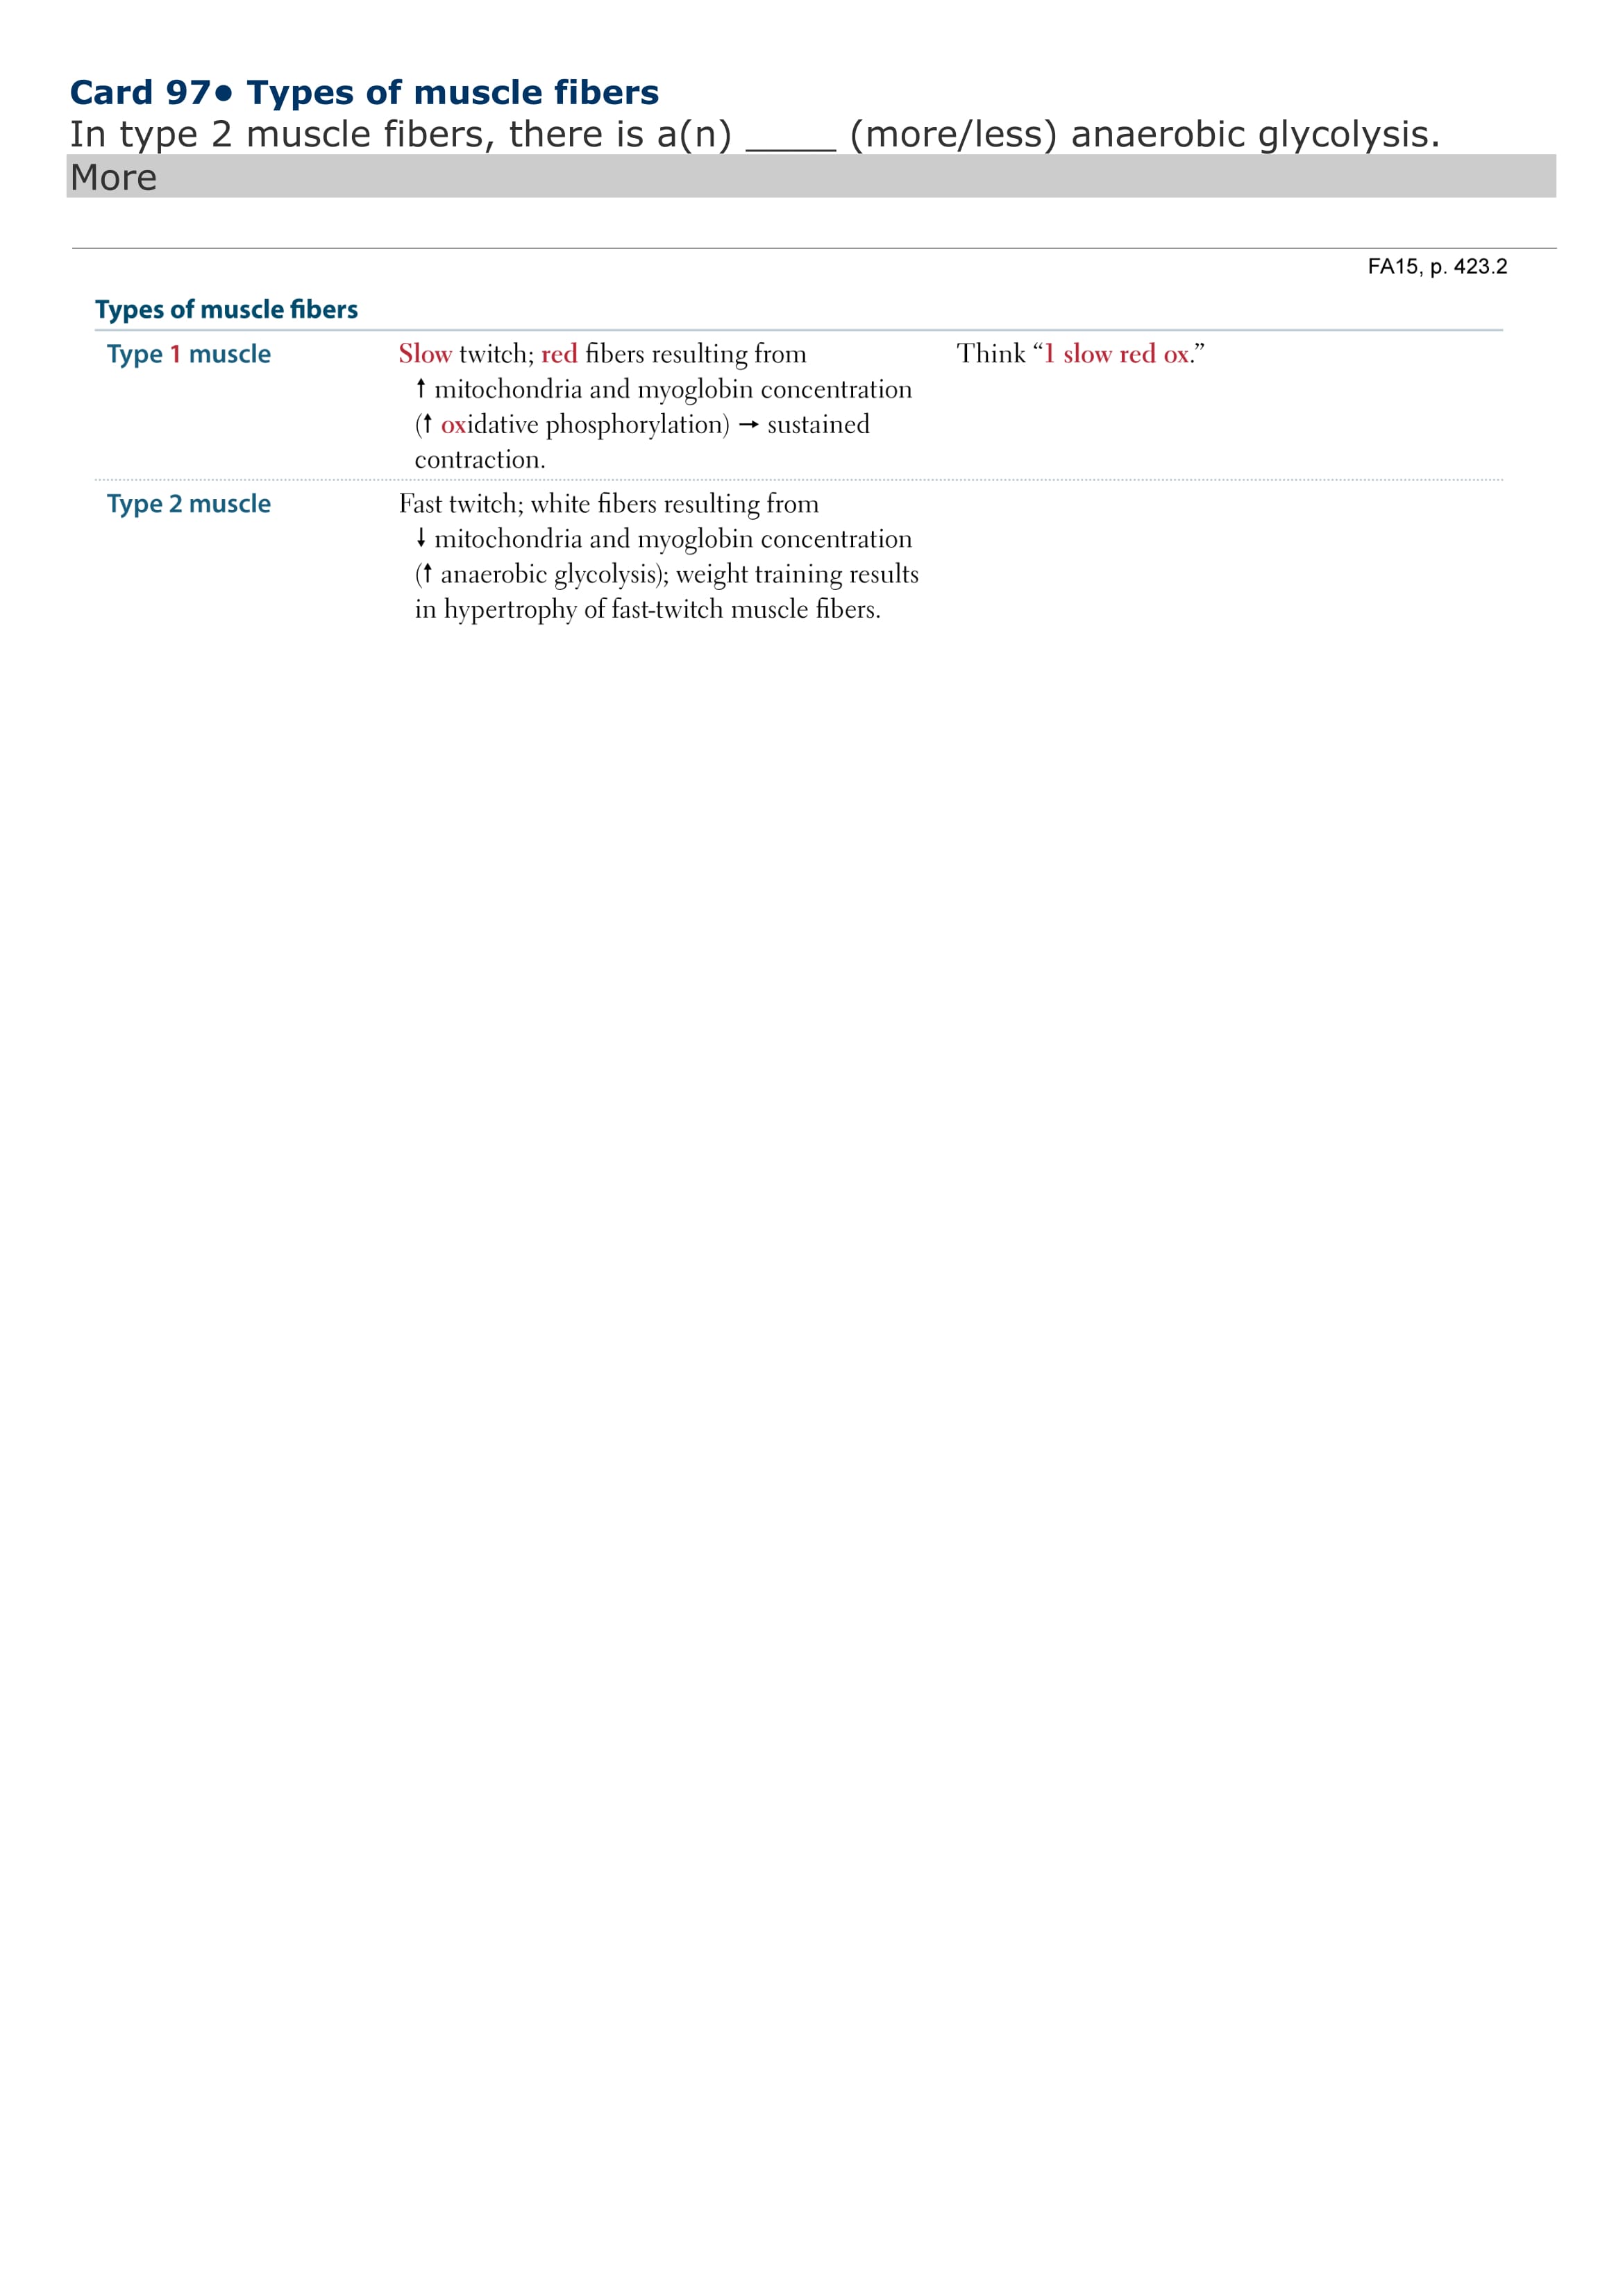 Card 97● Types of muscle fibers
In type 2 muscle fibers, there is a(n) _____ (more/less) anaerobic glycolysis.
More
FA15, p. 423.2
Types of muscle fibers
Type 1 muscle
Slow twitch; red fibers resulting from
↑ mitochondria and myoglobin concentration
(↑ oxidative phosphorylation) → sustained
contraction.
Think “1 slow red ox.”
Type 2 muscle
Fast twitch; white fibers resulting from
↓ mitochondria and myoglobin concentration
(↑ anaerobic glycolysis); weight training results
in hypertrophy of fast-twitch muscle fibers.